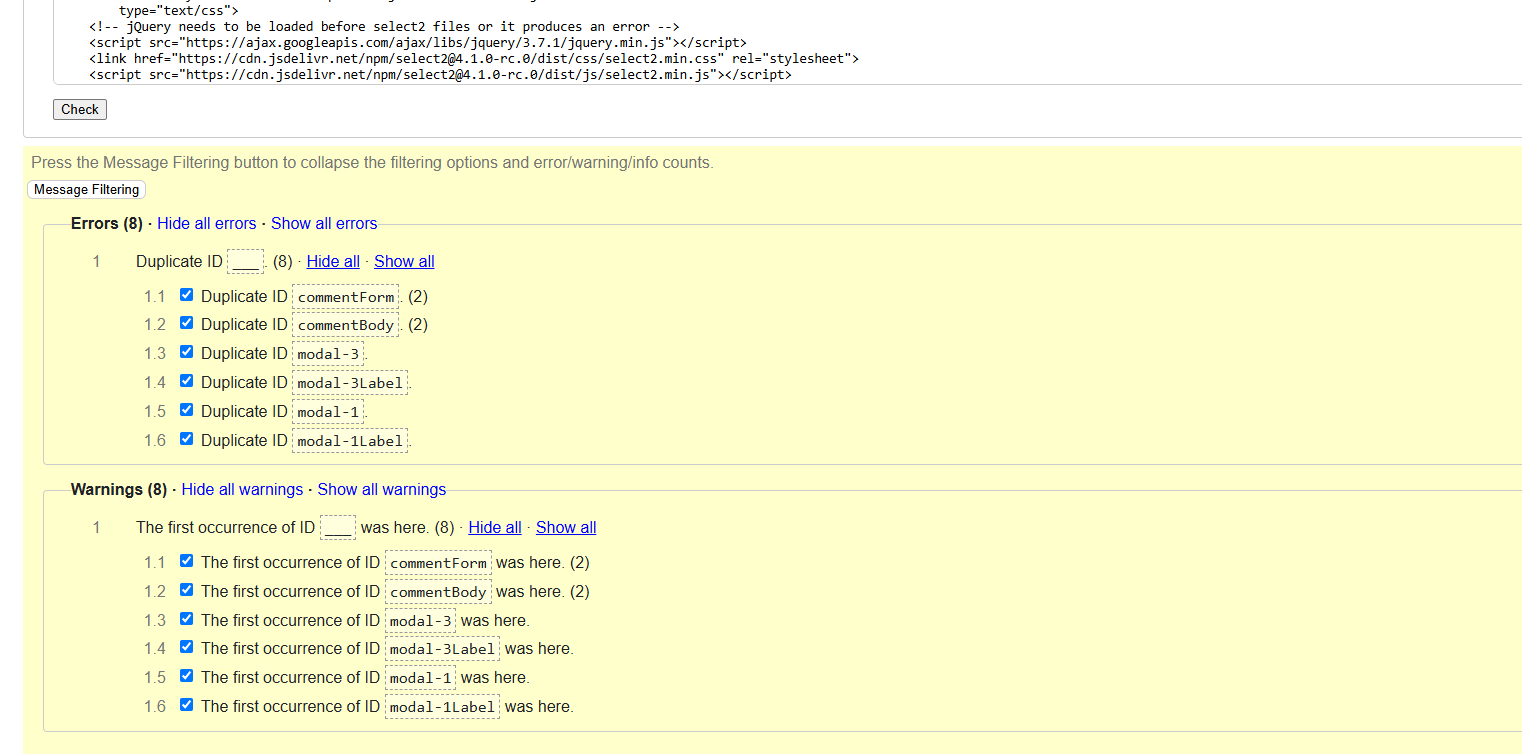 type="text/css">
<!-- jQuery needs to be loaded before select2 files or it produces an error -->
<script src="https://ajax.googleapis.com/ajax/libs/jquery/3.7.1/jquery.min.js"></script>
<link href="https://cdn.jsdelivr.net/npm/select2@4.1.0-rc.0/dist/css/select2.min.css" rel="stylesheet">
<script src="https://cdn.jsdelivr.net/npm/select2@4.1.0-rc.0/dist/js/select2.min.js"></script>
Check
Press the Message Filtering button to collapse the filtering options and error/warning/info counts.
Message Filtering
Errors (8) · Hide all errors · Show all errors
1 Duplicate ID ___. (8) · Hide all · Show all
1.1 Duplicate ID commentForm. (2)
1.2 Duplicate ID commentBody. (2)
1.3 Duplicate ID modal-3.
1.4 Duplicate ID modal-3Label.
1.5 Duplicate ID modal-1.
1.6 Duplicate ID modal-1Label.
Warnings (8) · Hide all warnings · Show all warnings
1 The first occurrence of ID ___ was here. (8) · Hide all · Show all
1.1 The first occurrence of ID commentForm was here. (2)
1.2 The first occurrence of ID commentBody was here. (2)
1.3 The first occurrence of ID modal-3 was here.
1.4 The first occurrence of ID modal-3Label was here.
1.5 The first occurrence of ID modal-1 was here.
1.6 The first occurrence of ID modal-1Label was here.